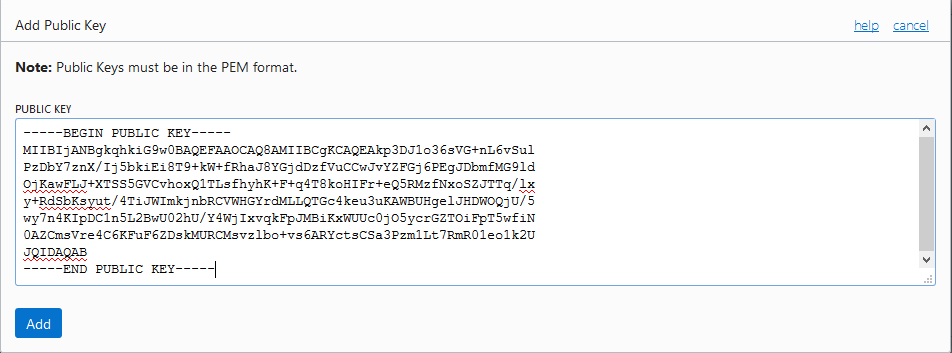 Add Public Key
help cancel
Note: Public Keys must be in the PEM format.
PUBLIC KEY
-----BEGIN PUBLIC KEY-----
MIIBIjANBgkqhkiG9w0BAQEFAAOCAQ8AMIIBCgKCAQEAkp3DJ1o36sVG+nL6vSul
PzDbY7znX/Ij5bkiEi8T9+kW+fRhaJ8YGjdDzfVuCCwJvYZFGj6PEgJDbmfMG9ld
OjKawFLJ+XTSS5GVCvhoxQ1TLsfhyhK+F+q4T8koHIFr+eQ5RMzfNxoSZJTTq/lx
y+RdSbKsyut/4TiJWImkjnbRCVWHGYrdMLLQTGc4keu3uKAWBUHgelJHDWOQjU/5
wy7n4KIpDC1n5L2BwU02hU/Y4WjIxvqkFpJMBiKxWUUc0jO5ycrGZTOiFpT5wfiN
0AZCmsVre4C6KFuF6ZDskMURCMsvzlbo+vs6ARYctsCSa3Pzm1Lt7RmR01eo1k2U
JQIDAQAB
-----END PUBLIC KEY-----
Add